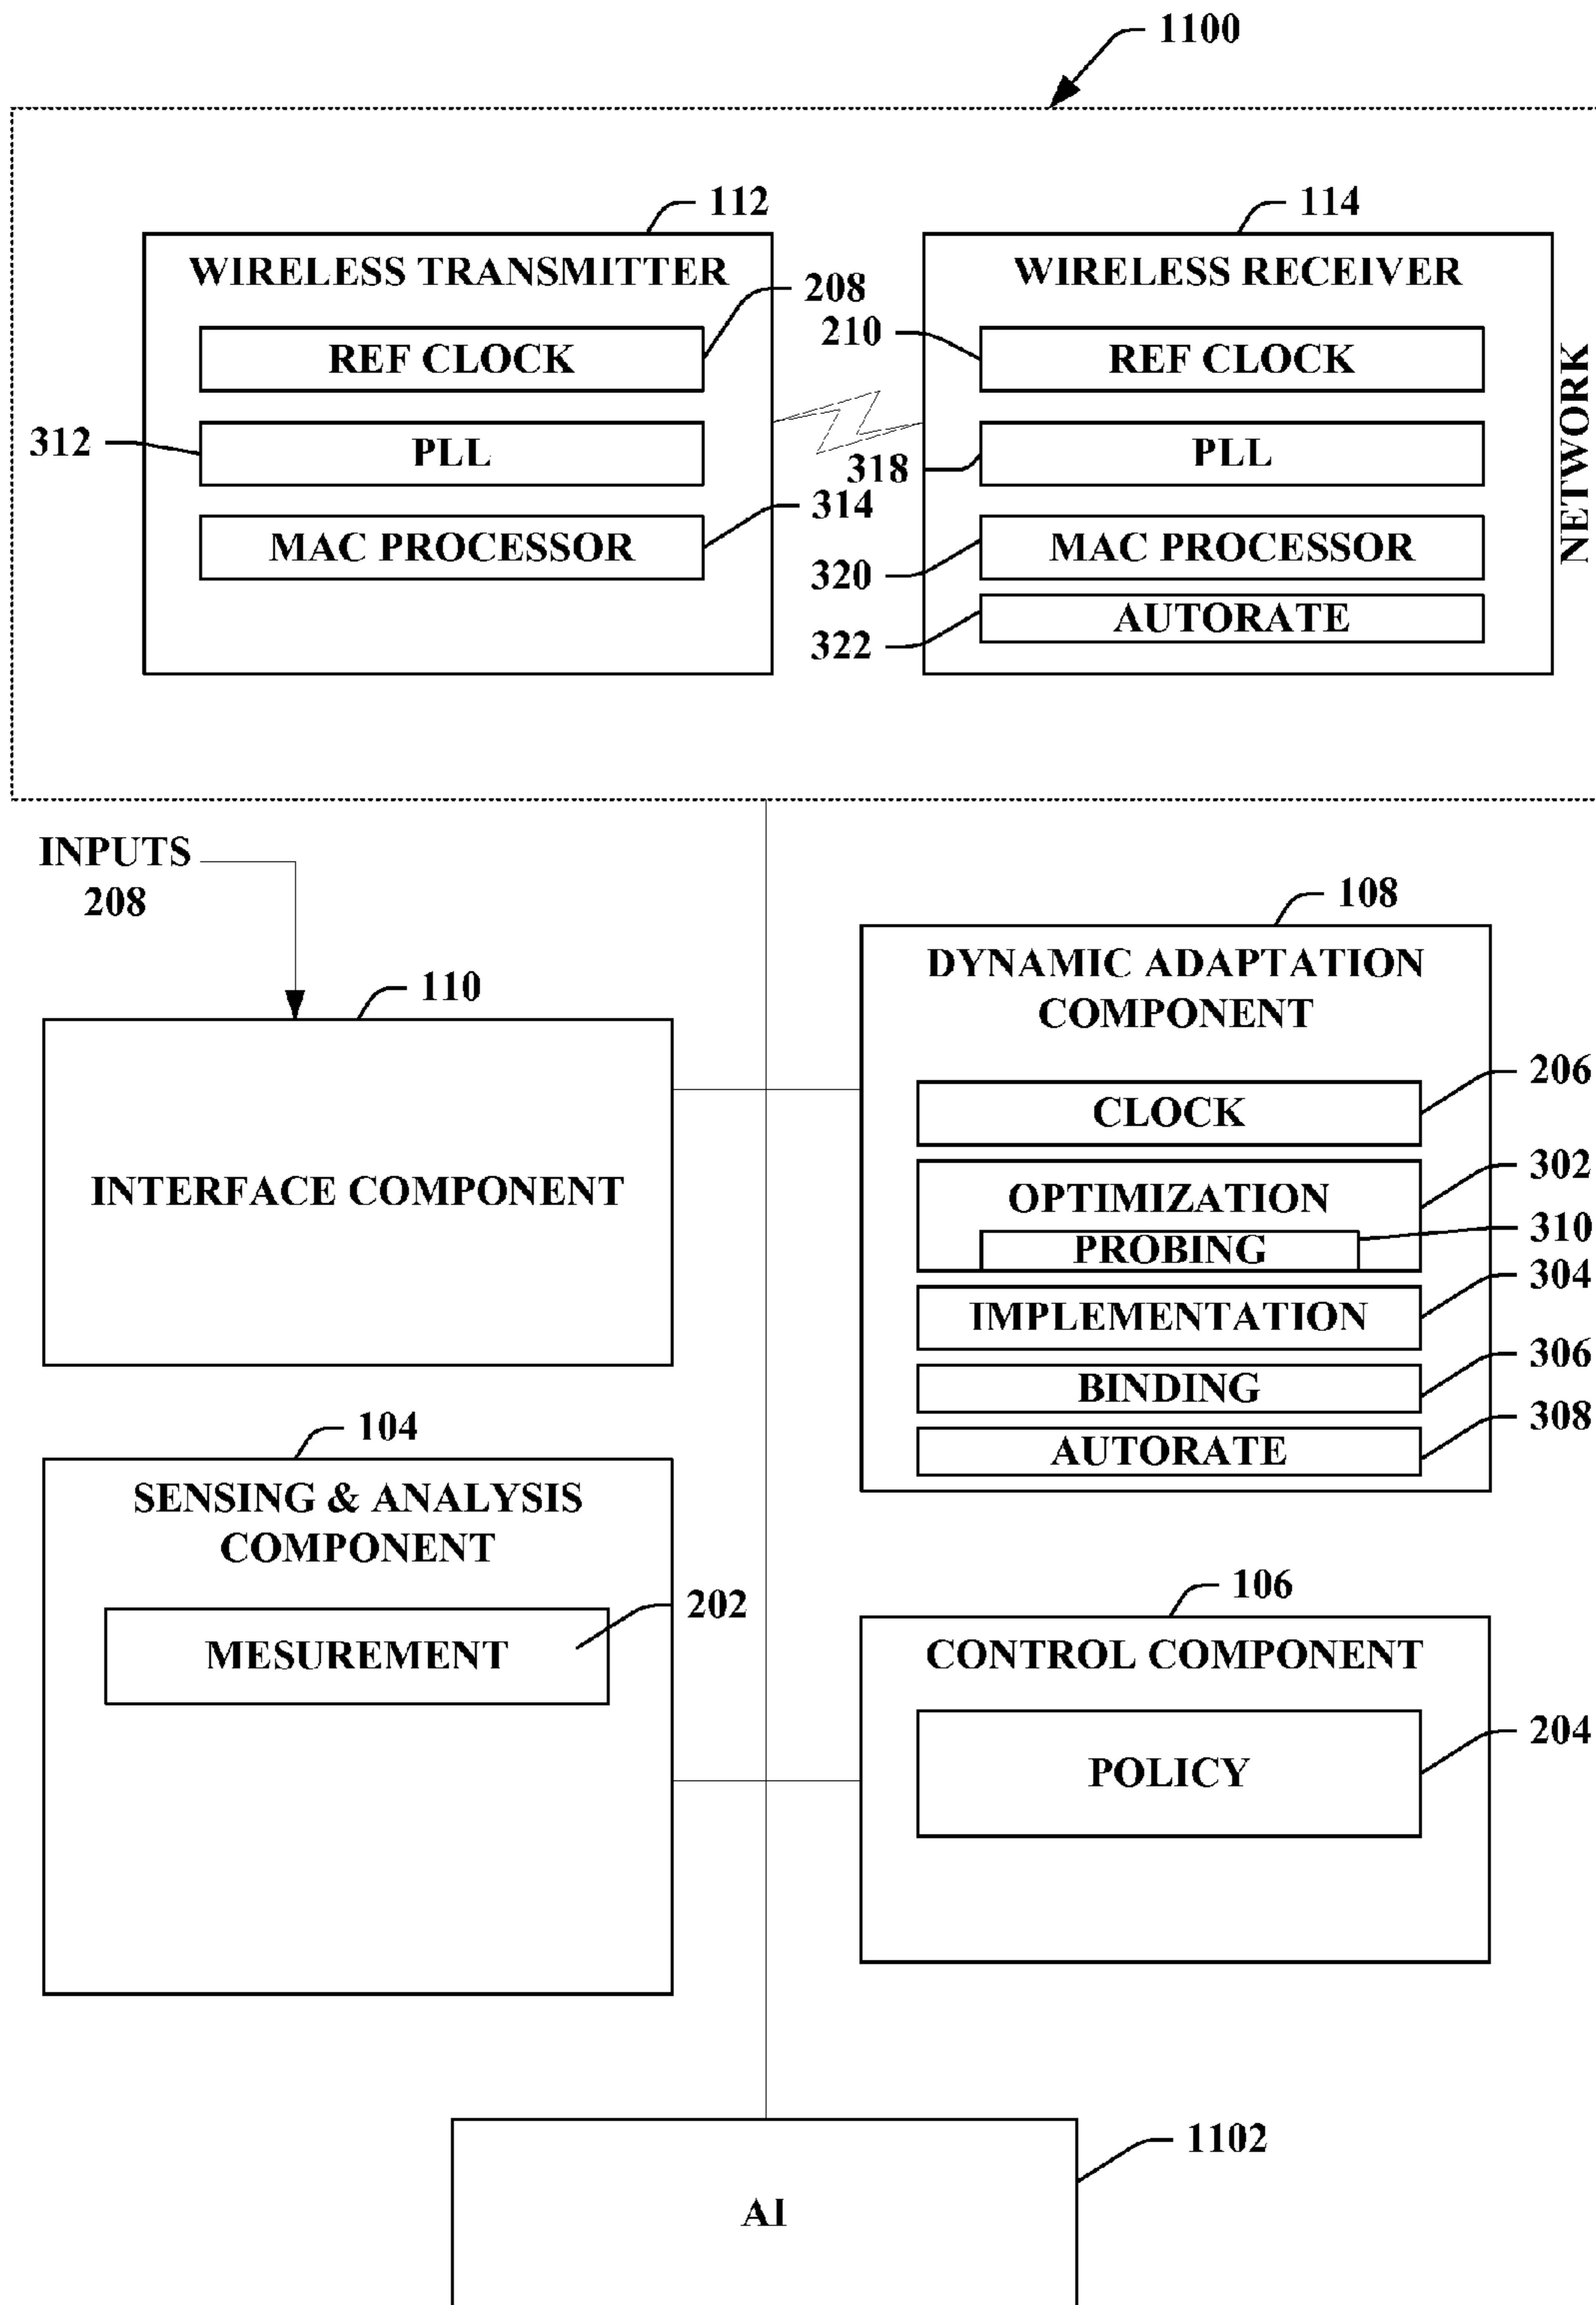 1100
112
WIRELESS TRANSMITTER
208
REF CLOCK
312
PLL
314
MAC PROCESSOR
114
WIRELESS RECEIVER
210
REF CLOCK
318
PLL
320
MAC PROCESSOR
322
AUTORATE
NETWORK
INPUTS
208
110
INTERFACE COMPONENT
108
DYNAMIC ADAPTATION
COMPONENT
206
CLOCK
302
OPTIMIZATION
310
PROBING
304
IMPLEMENTATION
306
BINDING
308
AUTORATE
104
SENSING & ANALYSIS
COMPONENT
202
MESUREMENT
106
CONTROL COMPONENT
204
POLICY
1102
AI